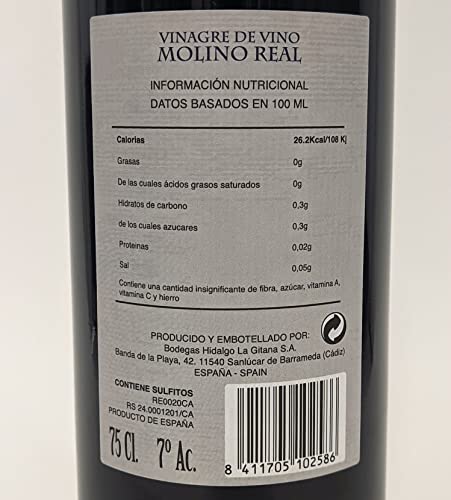 VINAGRE DE VINO
MOLINO REAL
INFORMACIÓN NUTRICIONAL
DATOS BASADOS EN 100 ML
Calorias 26.2Kcal/108 Kj
Grasas 0g
De las cuales ácidos grasos saturados 0g
Hidratos de carbono 0,3g
de los cuales azucares 0,3g
Proteinas 0,02g
Sal 0,05g
Contiene una cantidad insignificante de fibra, azúcar, vitamina A,
vitamina C y hierro
PRODUCIDO Y EMBOTELLADO POR:
Bodegas Hidalgo La Gitana S.A.
Banda de la Playa, 42. 11540 Sanlúcar de Barrameda (Cádiz)
ESPAÑA - SPAIN
CONTIENE SULFITOS
RE0020CA
RS 24.0001201/CA
PRODUCTO DE ESPAÑA
75 Cl. 7º Ac.
8 411705 102586